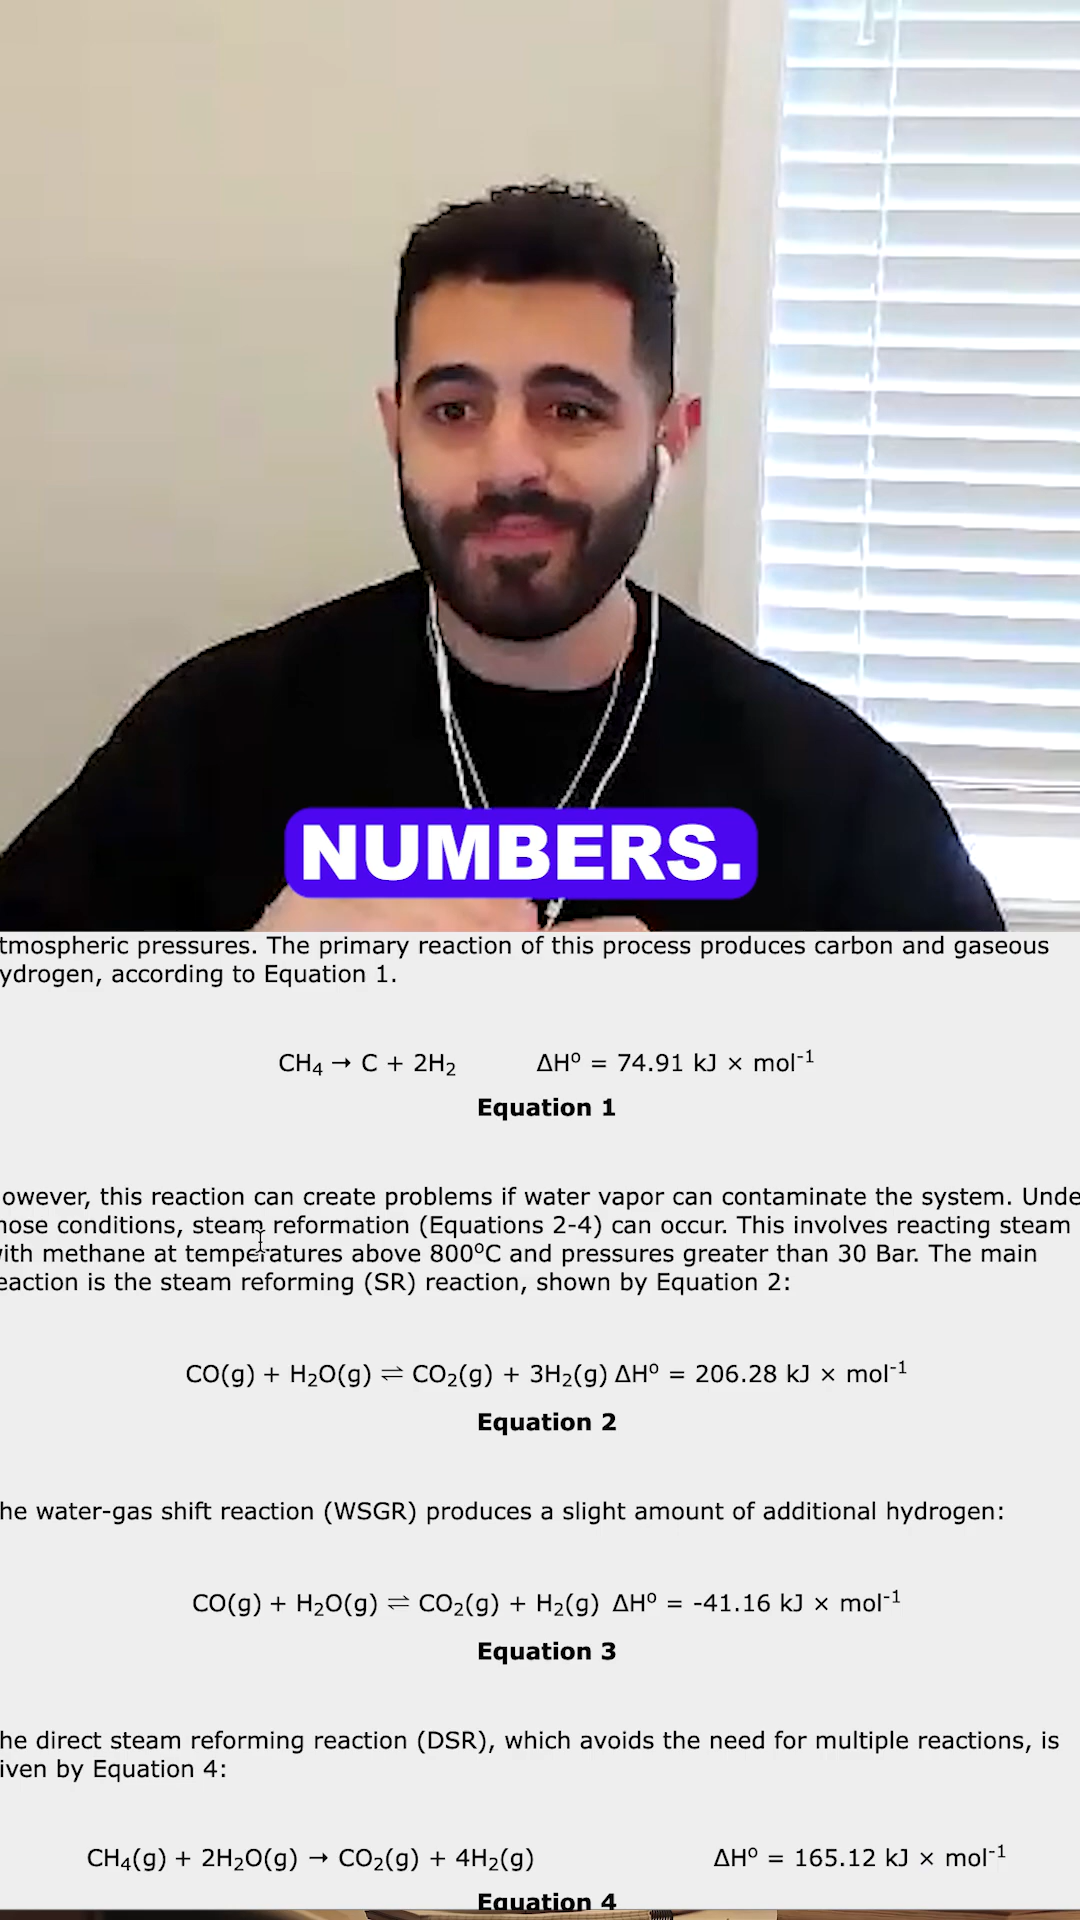 NUMBERS.
tmospheric pressures. The primary reaction of this process produces carbon and gaseous
ydrogen, according to Equation 1.
CH₄ → C + 2H₂ ΔHº = 74.91 kJ × mol⁻¹
Equation 1
owever, this reaction can create problems if water vapor can contaminate the system. Unde
hose conditions, steam reformation (Equations 2-4) can occur. This involves reacting steam
ith methane at temperatures above 800ºC and pressures greater than 30 Bar. The main
eaction is the steam reforming (SR) reaction, shown by Equation 2:
CO(g) + H₂O(g) ⇌ CO₂(g) + 3H₂(g) ΔHº = 206.28 kJ × mol⁻¹
Equation 2
he water-gas shift reaction (WSGR) produces a slight amount of additional hydrogen:
CO(g) + H₂O(g) ⇌ CO₂(g) + H₂(g) ΔHº = -41.16 kJ × mol⁻¹
Equation 3
he direct steam reforming reaction (DSR), which avoids the need for multiple reactions, is
iven by Equation 4:
CH₄(g) + 2H₂O(g) → CO₂(g) + 4H₂(g) ΔHº = 165.12 kJ × mol⁻¹
Equation 4